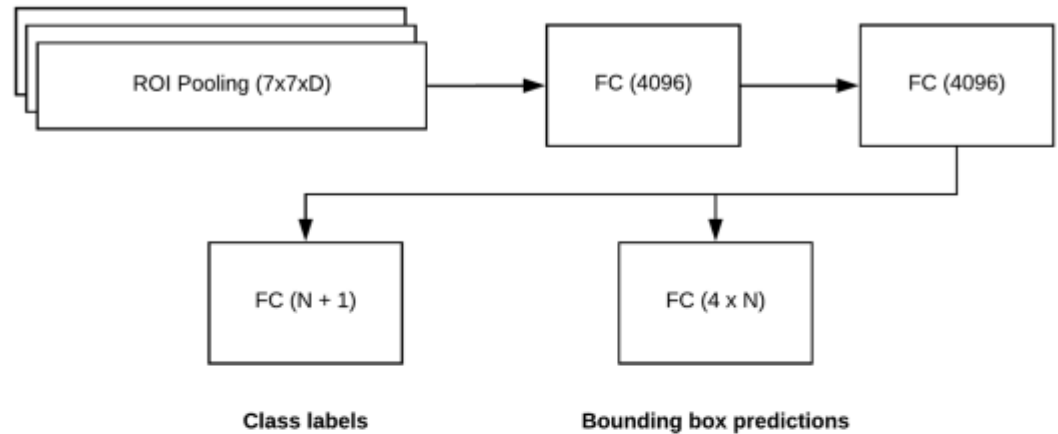 ROI Pooling (7x7xD)
FC (4096)
FC (4096)
FC (N + 1)
FC (4 x N)
Class labels
Bounding box predictions